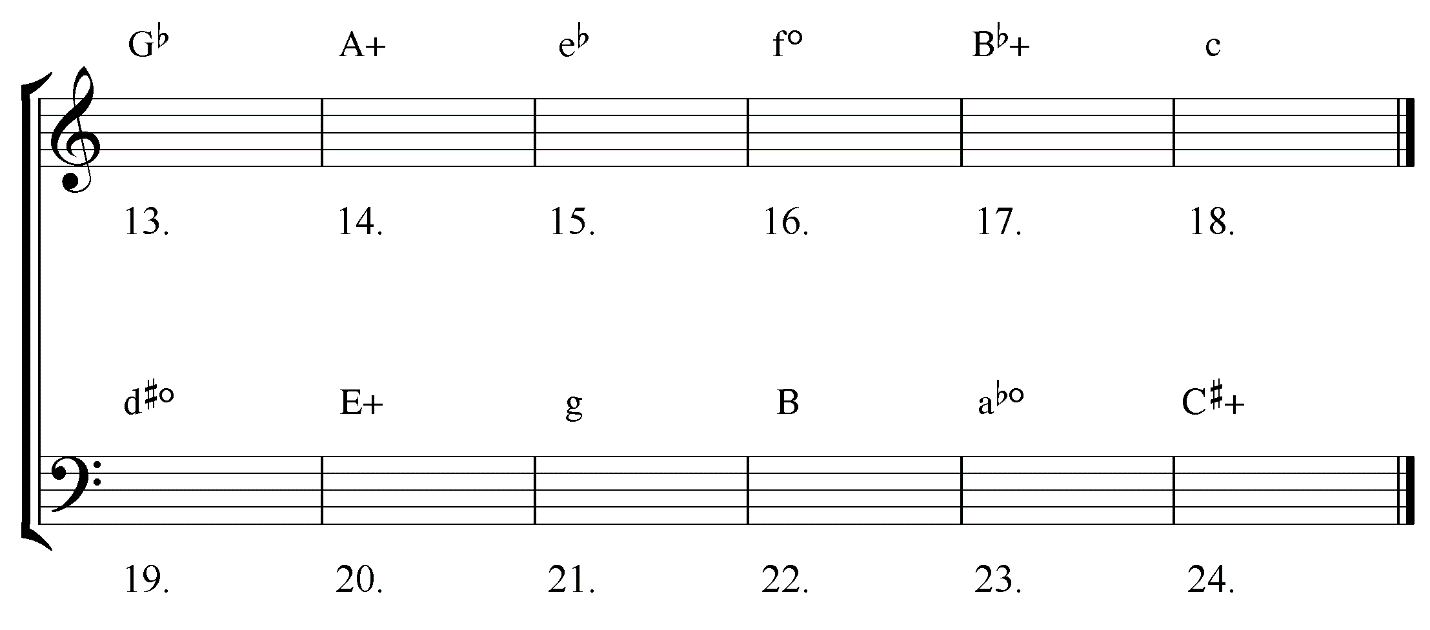 G♭ A+ e♭ f° B♭+ c
13. 14. 15. 16. 17. 18.
d♯° E+ g B a♭° C♯+
19. 20. 21. 22. 23. 24.